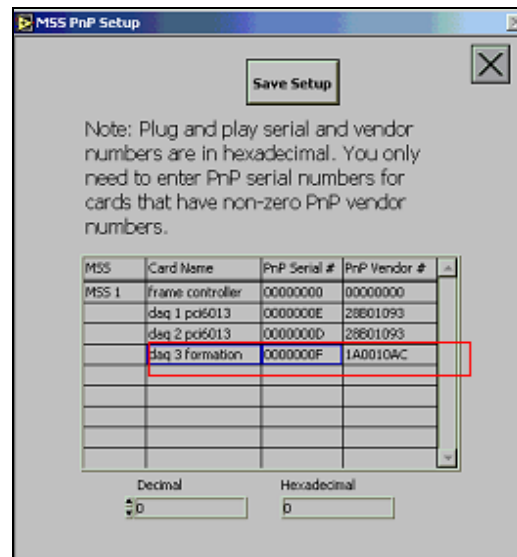 MSS PnP Setup
Save Setup
Note: Plug and play serial and vendor
numbers are in hexadecimal. You only
need to enter PnP serial numbers for
cards that have non-zero PnP vendor
numbers.
MSS Card Name PnP Serial # PnP Vendor #
MSS 1 frame controller 00000000 00000000
daq 1 pci6013 0000000E 28B01093
daq 2 pci6013 0000000D 28B01093
daq 3 formation 0000000F 1A0010AC
Decimal Hexadecimal
0 0